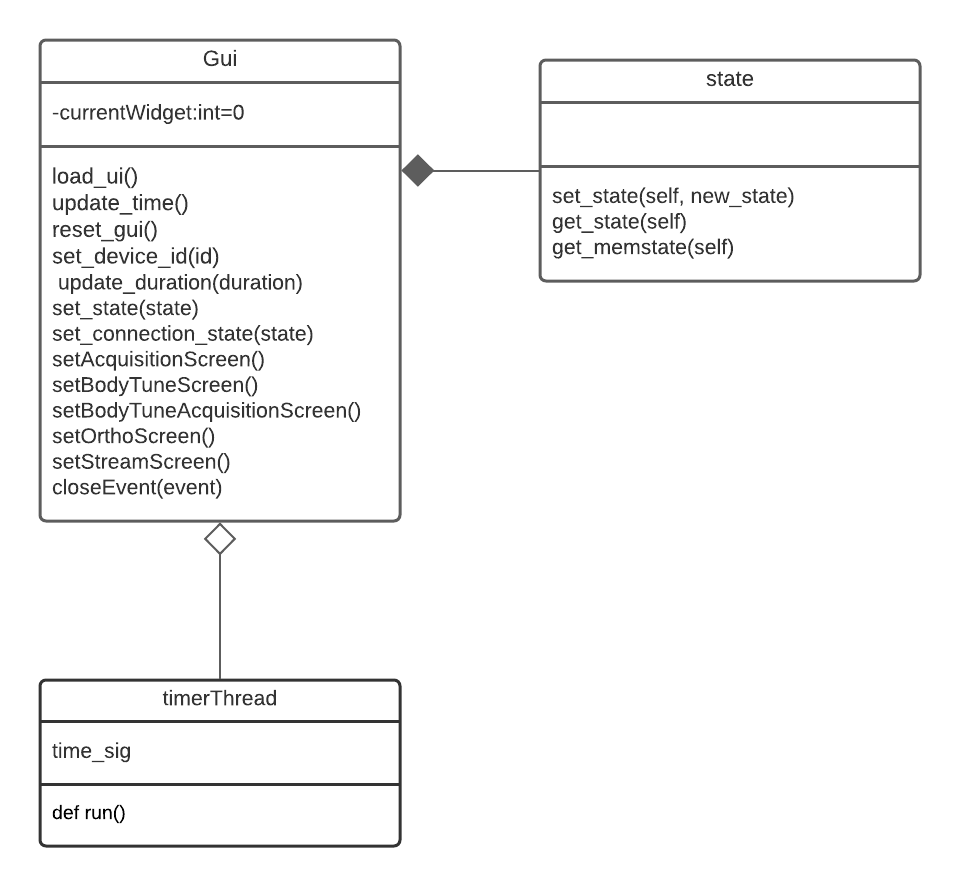 Gui
-currentWidget:int=0
load_ui()
update_time()
reset_gui()
set_device_id(id)
update_duration(duration)
set_state(state)
set_connection_state(state)
setAcquisitionScreen()
setBodyTuneScreen()
setBodyTuneAcquisitionScreen()
setOrthoScreen()
setStreamScreen()
closeEvent(event)
state
set_state(self, new_state)
get_state(self)
get_memstate(self)
timerThread
time_sig
def run()